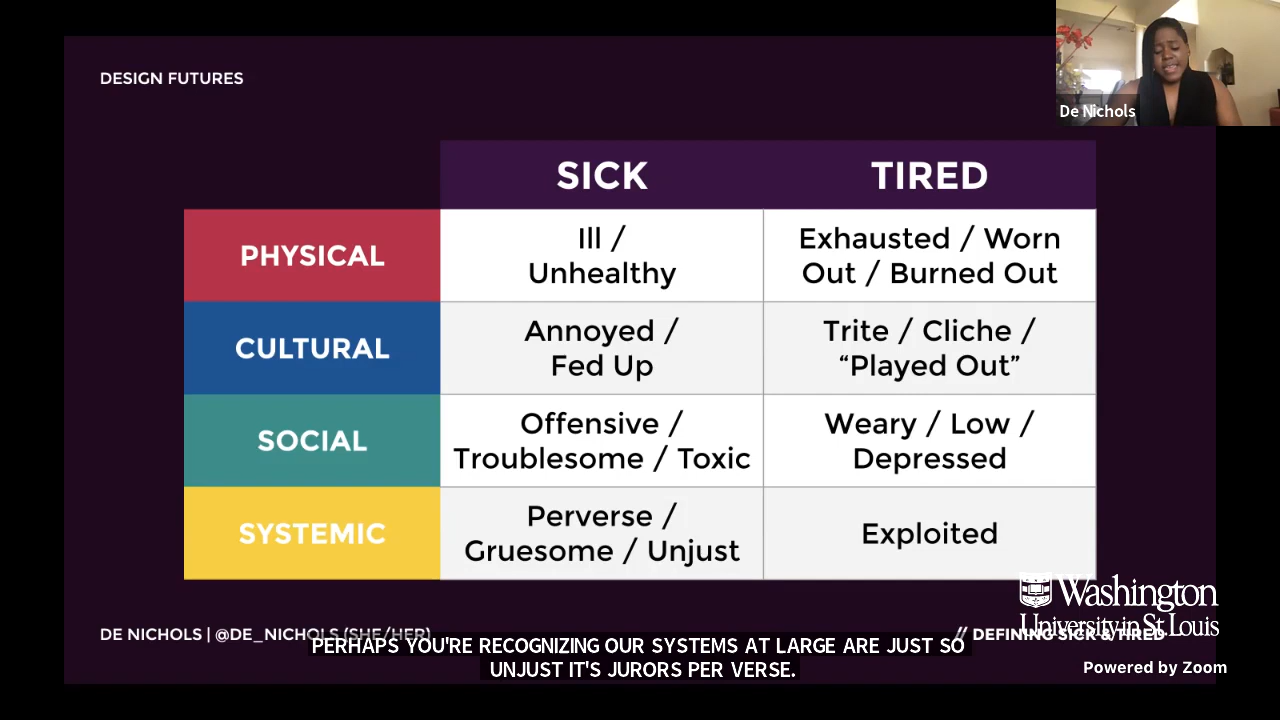 DESIGN FUTURES
De Nichols
SICK
TIRED
PHYSICAL
Ill /
Unhealthy
Exhausted / Worn
Out / Burned Out
CULTURAL
Annoyed /
Fed Up
Trite / Cliche /
“Played Out”
SOCIAL
Offensive /
Troublesome / Toxic
Weary / Low /
Depressed
SYSTEMIC
Perverse /
Gruesome / Unjust
Exploited
Washington
University in St. Louis
DE NICHOLS | @DE_NICHOLS (SHE/HER)
// DEFINING SICK & TIRED
PERHAPS YOU'RE RECOGNIZING OUR SYSTEMS AT LARGE ARE JUST SO
UNJUST IT'S JURORS PER VERSE.
Powered by Zoom